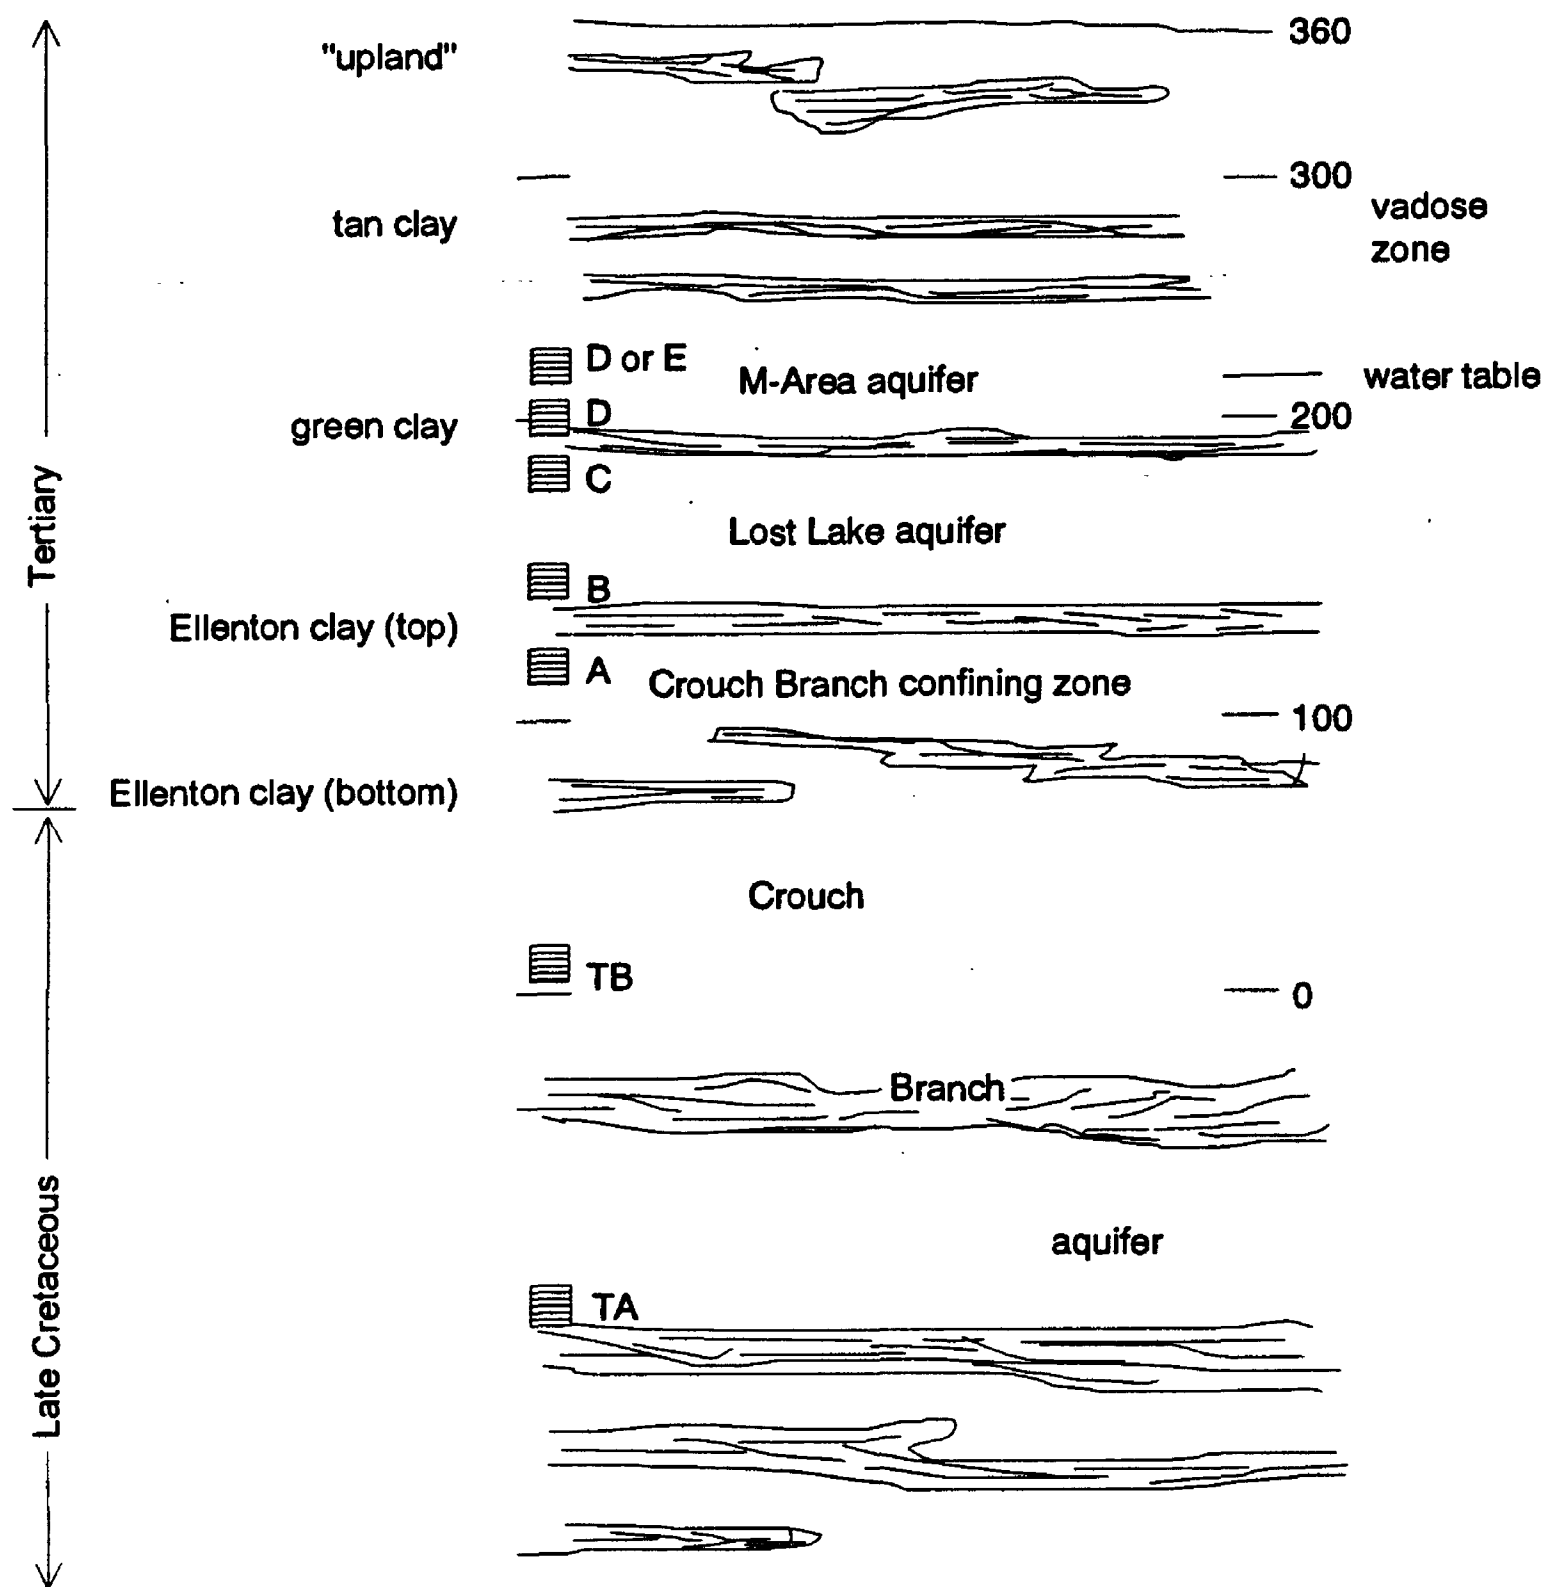 360
"upland"
300
vadose
zone
tan clay
D or E
M-Area aquifer
water table
D
200
green clay
C
Lost Lake aquifer
B
Ellenton clay (top)
A
Crouch Branch confining zone
100
Ellenton clay (bottom)
Tertiary
Crouch
TB
0
Branch
aquifer
TA
Late Cretaceous